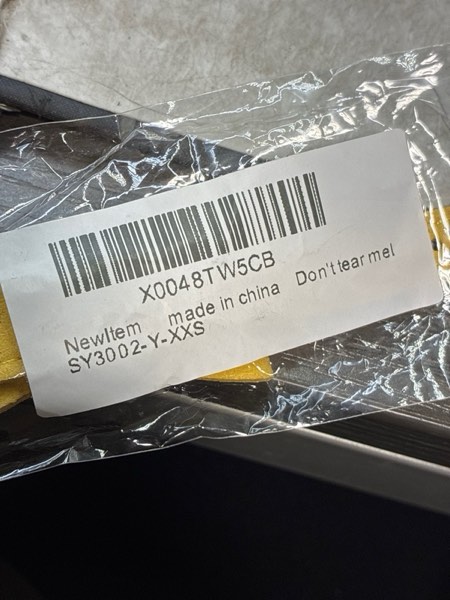 X0048TW5CB
NewItem made in china Don't tear me!
SY3002-Y-XXS